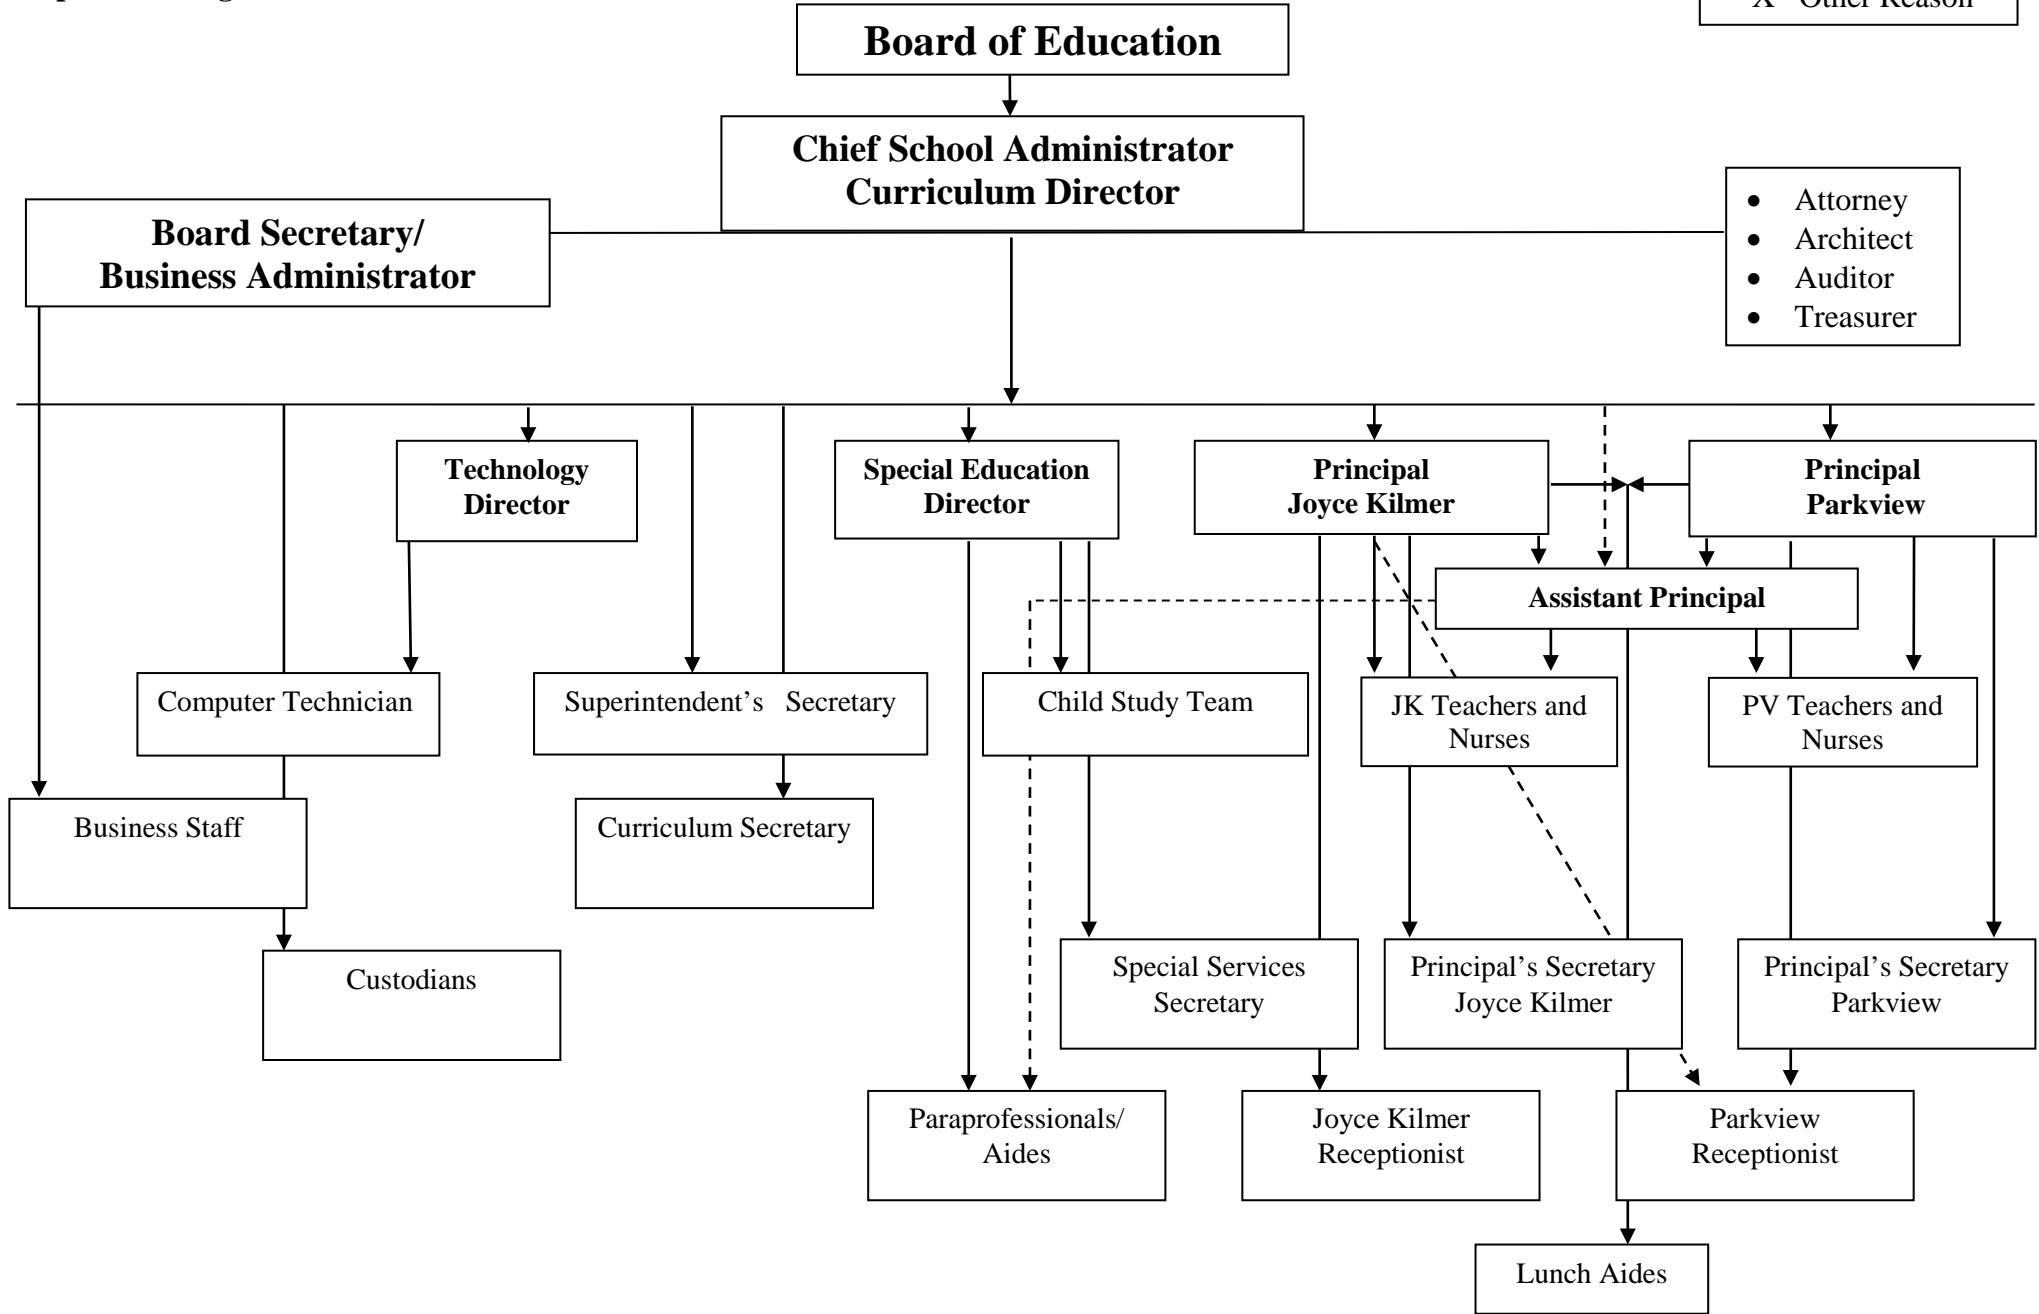 X Other Reason
Board of Education
Chief School Administrator
Curriculum Director
Board Secretary/
Business Administrator
• Attorney
• Architect
• Auditor
• Treasurer
Technology
Director
Special Education
Director
Principal
Joyce Kilmer
Principal
Parkview
Assistant Principal
Computer Technician
Superintendent’s Secretary
Child Study Team
JK Teachers and
Nurses
PV Teachers and
Nurses
Business Staff
Curriculum Secretary
Custodians
Special Services
Secretary
Principal’s Secretary
Joyce Kilmer
Principal’s Secretary
Parkview
Paraprofessionals/
Aides
Joyce Kilmer
Receptionist
Parkview
Receptionist
Lunch Aides